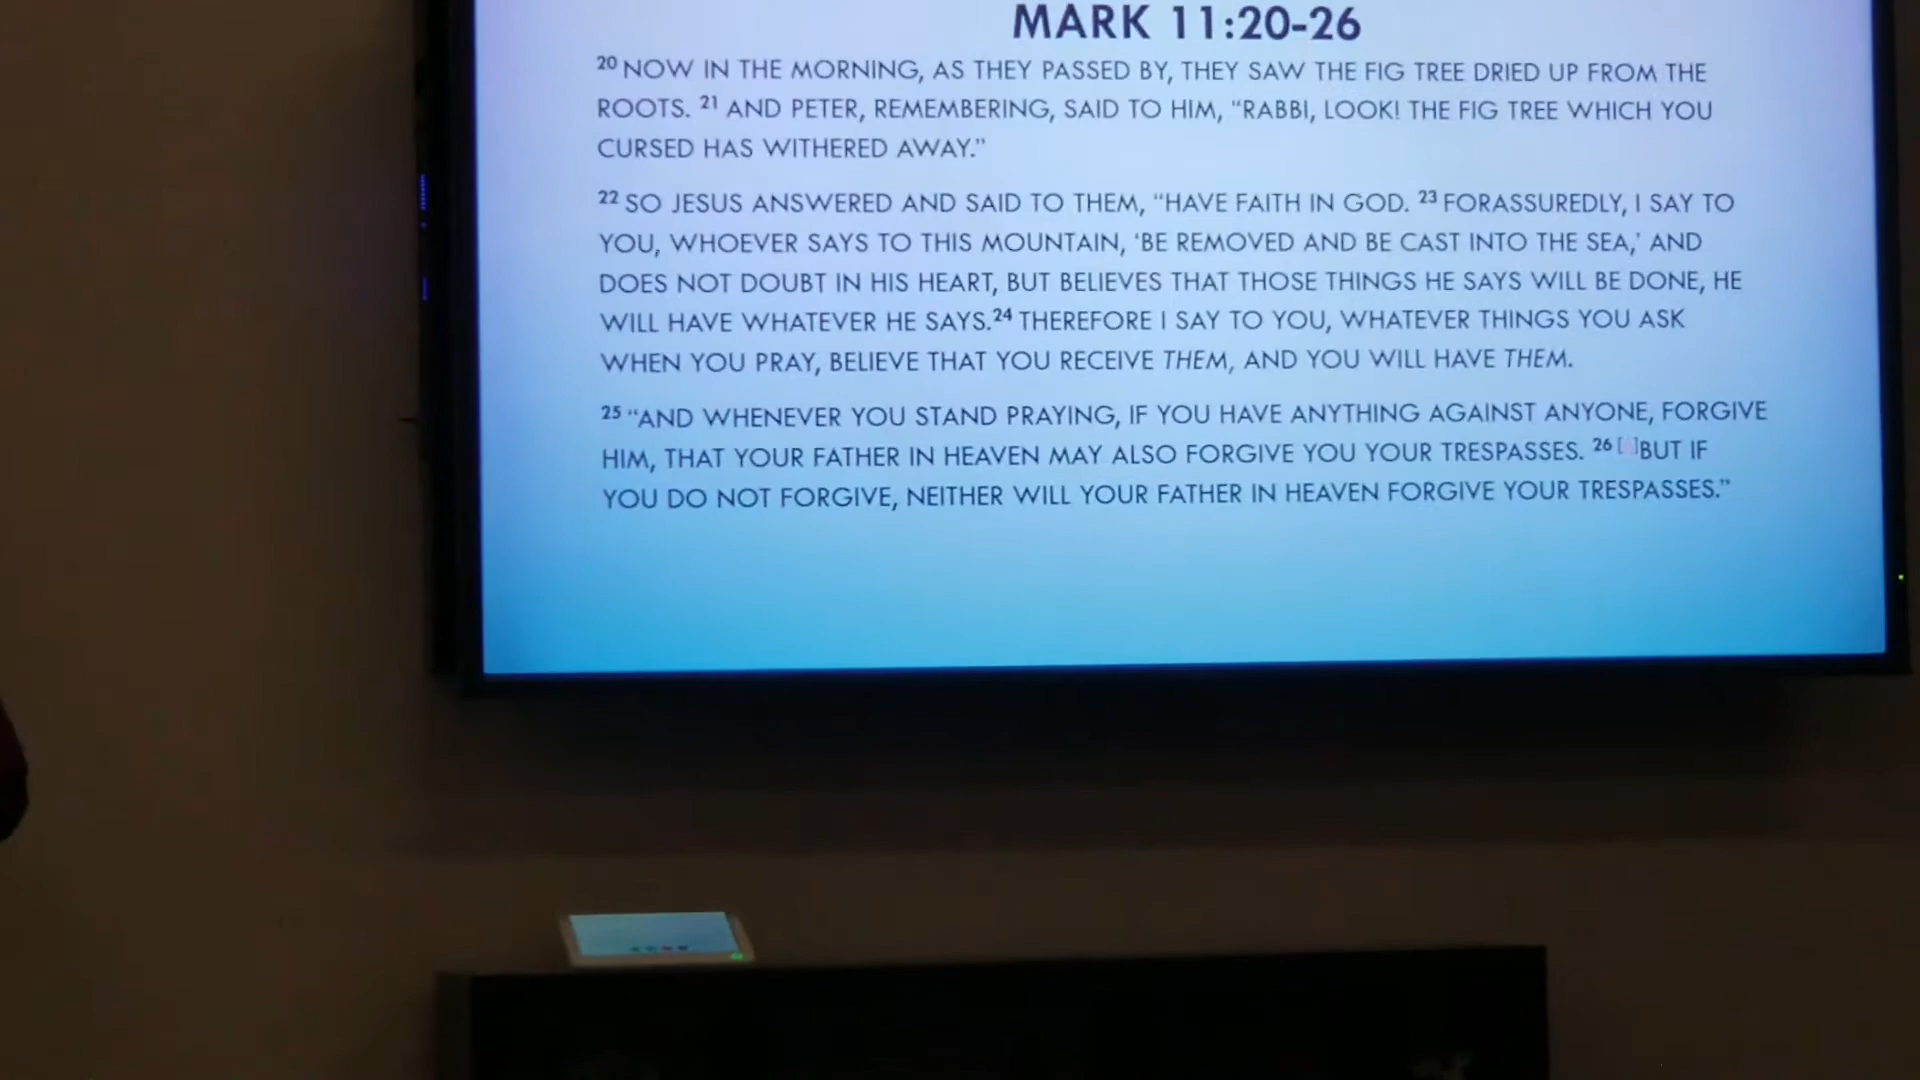 MARK 11:20-26
20 NOW IN THE MORNING, AS THEY PASSED BY, THEY SAW THE FIG TREE DRIED UP FROM THE
ROOTS. 21 AND PETER, REMEMBERING, SAID TO HIM, “RABBI, LOOK! THE FIG TREE WHICH YOU
CURSED HAS WITHERED AWAY.”
22 SO JESUS ANSWERED AND SAID TO THEM, “HAVE FAITH IN GOD. 23 FORASSUREDLY, I SAY TO
YOU, WHOEVER SAYS TO THIS MOUNTAIN, ‘BE REMOVED AND BE CAST INTO THE SEA,’ AND
DOES NOT DOUBT IN HIS HEART, BUT BELIEVES THAT THOSE THINGS HE SAYS WILL BE DONE, HE
WILL HAVE WHATEVER HE SAYS.24 THEREFORE I SAY TO YOU, WHATEVER THINGS YOU ASK
WHEN YOU PRAY, BELIEVE THAT YOU RECEIVE THEM, AND YOU WILL HAVE THEM.
25 “AND WHENEVER YOU STAND PRAYING, IF YOU HAVE ANYTHING AGAINST ANYONE, FORGIVE
HIM, THAT YOUR FATHER IN HEAVEN MAY ALSO FORGIVE YOU YOUR TRESPASSES. 26 [ ]BUT IF
YOU DO NOT FORGIVE, NEITHER WILL YOUR FATHER IN HEAVEN FORGIVE YOUR TRESPASSES.”